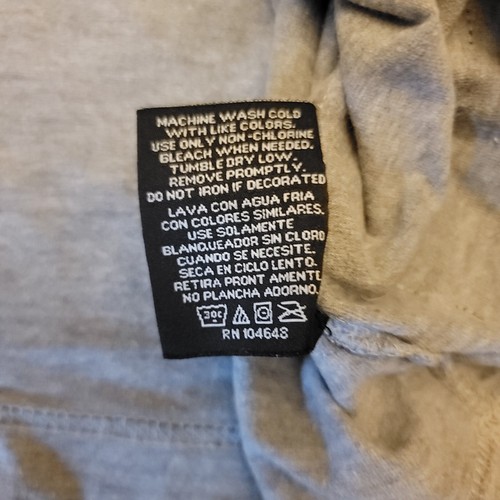 MACHINE WASH COLD
WITH LIKE COLORS.
USE ONLY NON-CHLORINE
BLEACH WHEN NEEDED.
TUMBLE DRY LOW.
REMOVE PROMPTLY.
DO NOT IRON IF DECORATED
LAVA CON AGUA FRIA
CON COLORES SIMILARES.
USE SOLAMENTE
BLANQUEADOR SIN CLORO
CUANDO SE NECESITE.
SECA EN CICLO LENTO.
RETIRA PRONT AMENTE
NO PLANCHA ADORNO.
30C
RN 104648